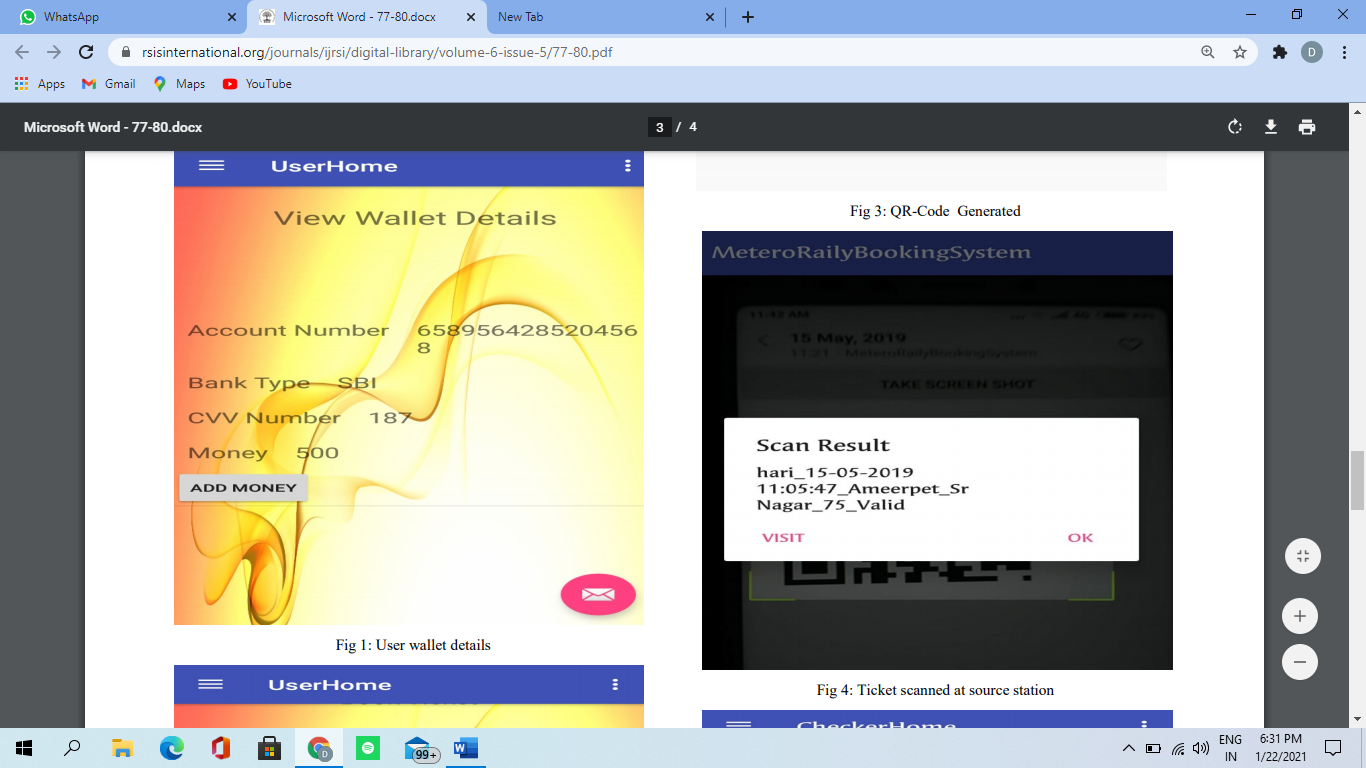 WhatsApp
Microsoft Word - 77-80.docx
New Tab
rsisinternational.org/journals/ijrsi/digital-library/volume-6-issue-5/77-80.pdf
D
Apps
Gmail
Maps
YouTube
Microsoft Word - 77-80.docx
3 / 4
UserHome
View Wallet Details
Account Number 658956428520456
8
Bank Type SBI
CVV Number 187
Money 500
ADD MONEY
Fig 1: User wallet details
UserHome
Fig 3: QR-Code Generated
MeteroRailyBookingSystem
11:42 AM
15 May, 2019
11:21 - MeteroRailyBookingSystem
TAKE SCREEN SHOT
Scan Result
hari_15-05-2019
11:05:47_Ameerpet_Sr
Nagar_75_Valid
VISIT OK
Fig 4: Ticket scanned at source station
CheckerHome
D
99+
W
ENG
IN
6:31 PM
1/22/2021